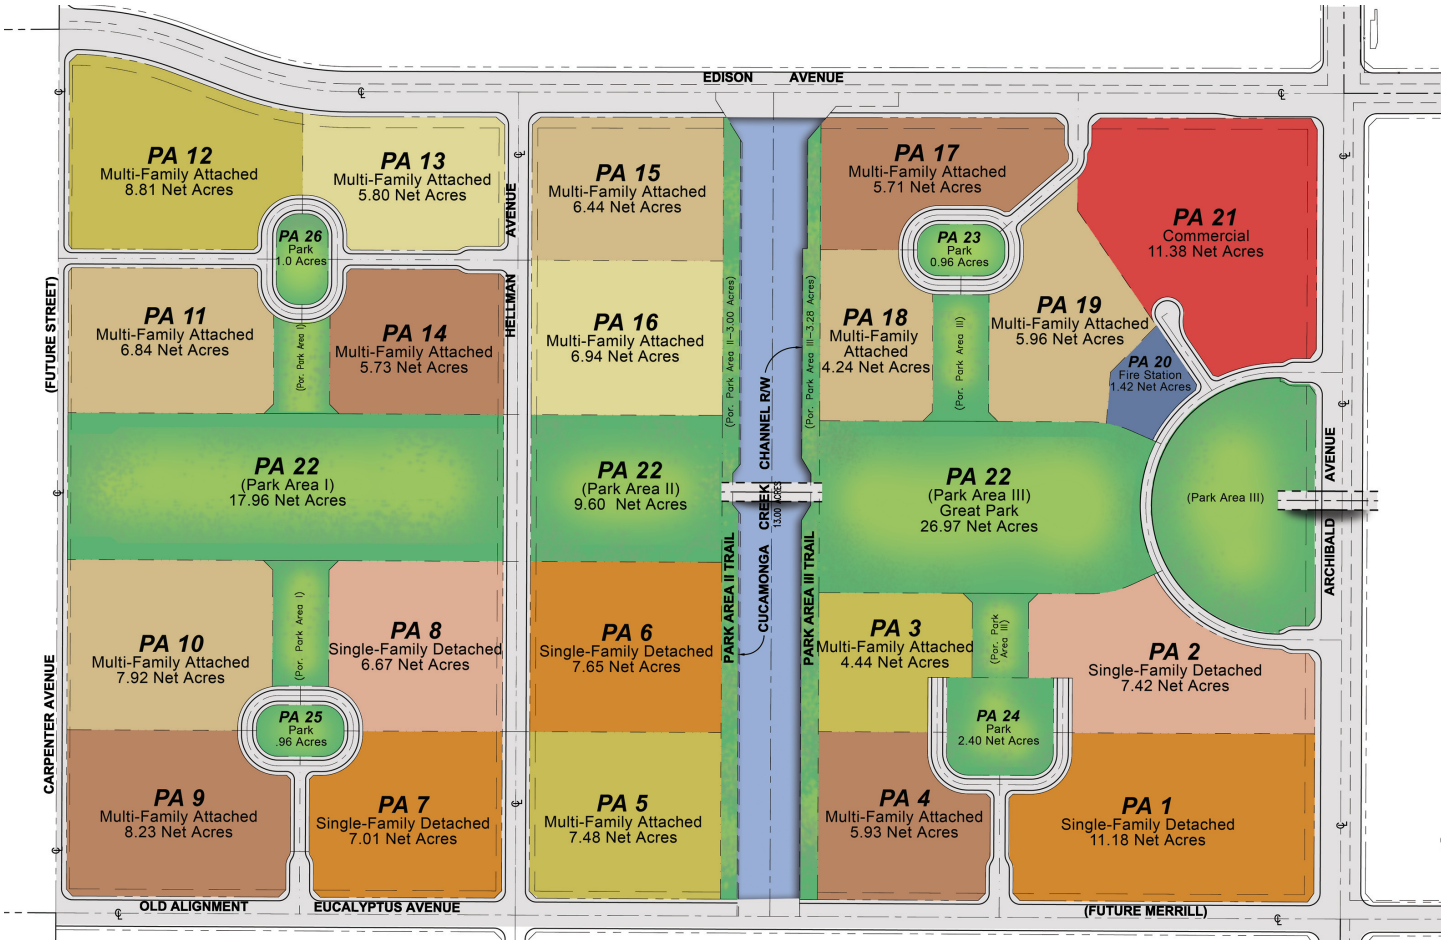 EDISON AVENUE
PA 12
Multi-Family Attached
8.81 Net Acres
PA 13
Multi-Family Attached
5.80 Net Acres
PA 26
Park
1.0 Acres
HELLMAN AVENUE
PA 15
Multi-Family Attached
6.44 Net Acres
PA 17
Multi-Family Attached
5.71 Net Acres
PA 21
Commercial
11.38 Net Acres
PA 23
Park
0.96 Acres
(FUTURE STREET)
PA 11
Multi-Family Attached
6.84 Net Acres
(Por. Park Area I)
PA 14
Multi-Family Attached
5.73 Net Acres
PA 16
Multi-Family Attached
6.94 Net Acres
(Por. Park Area II-3.00 Acres)
(Por. Park Area III-3.28 Acres)
PA 18
Multi-Family
Attached
4.24 Net Acres
(Por. Park Area III)
PA 19
Multi-Family Attached
5.96 Net Acres
PA 20
Fire Station
1.42 Net Acres
PA 22
(Park Area I)
17.96 Net Acres
PA 22
(Park Area II)
9.60 Net Acres
CUCAMONGA CREEK CHANNEL R/W
13.00 ACRES
PA 22
(Park Area III)
Great Park
26.97 Net Acres
(Park Area III)
ARCHIBALD AVENUE
PARK AREA II TRAIL
PARK AREA III TRAIL
CARPENTER AVENUE
PA 10
Multi-Family Attached
7.92 Net Acres
(Por. Park Area I)
PA 8
Single-Family Detached
6.67 Net Acres
PA 6
Single-Family Detached
7.65 Net Acres
PA 3
Multi-Family Attached
4.44 Net Acres
(Por. Park
Area III)
PA 2
Single-Family Detached
7.42 Net Acres
PA 25
Park
.96 Acres
PA 24
Park
2.40 Net Acres
PA 9
Multi-Family Attached
8.23 Net Acres
PA 7
Single-Family Detached
7.01 Net Acres
PA 5
Multi-Family Attached
7.48 Net Acres
PA 4
Multi-Family Attached
5.93 Net Acres
PA 1
Single-Family Detached
11.18 Net Acres
OLD ALIGNMENT EUCALYPTUS AVENUE
(FUTURE MERRILL)